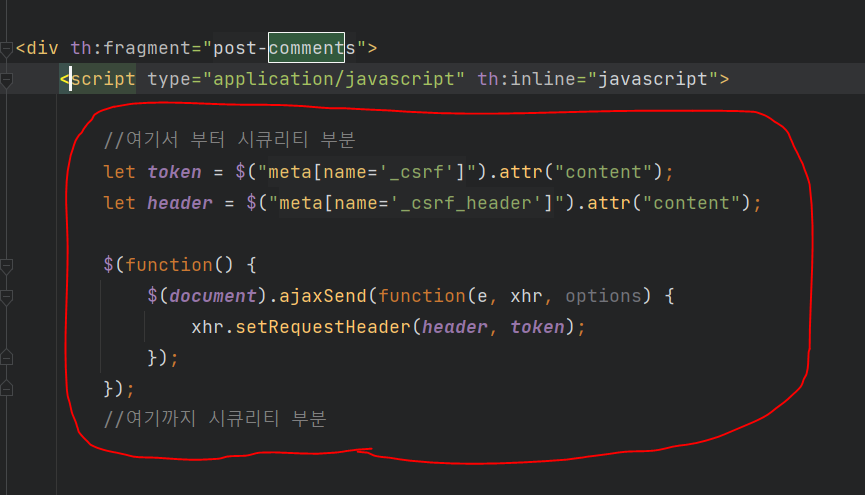 <div th:fragment="post-comments">
<script type="application/javascript" th:inline="javascript">
//여기서 부터 시큐리티 부분
let token = $("meta[name='_csrf']").attr("content");
let header = $("meta[name='_csrf_header']").attr("content");
$(function() {
$(document).ajaxSend(function(e, xhr, options) {
xhr.setRequestHeader(header, token);
});
});
//여기까지 시큐리티 부분